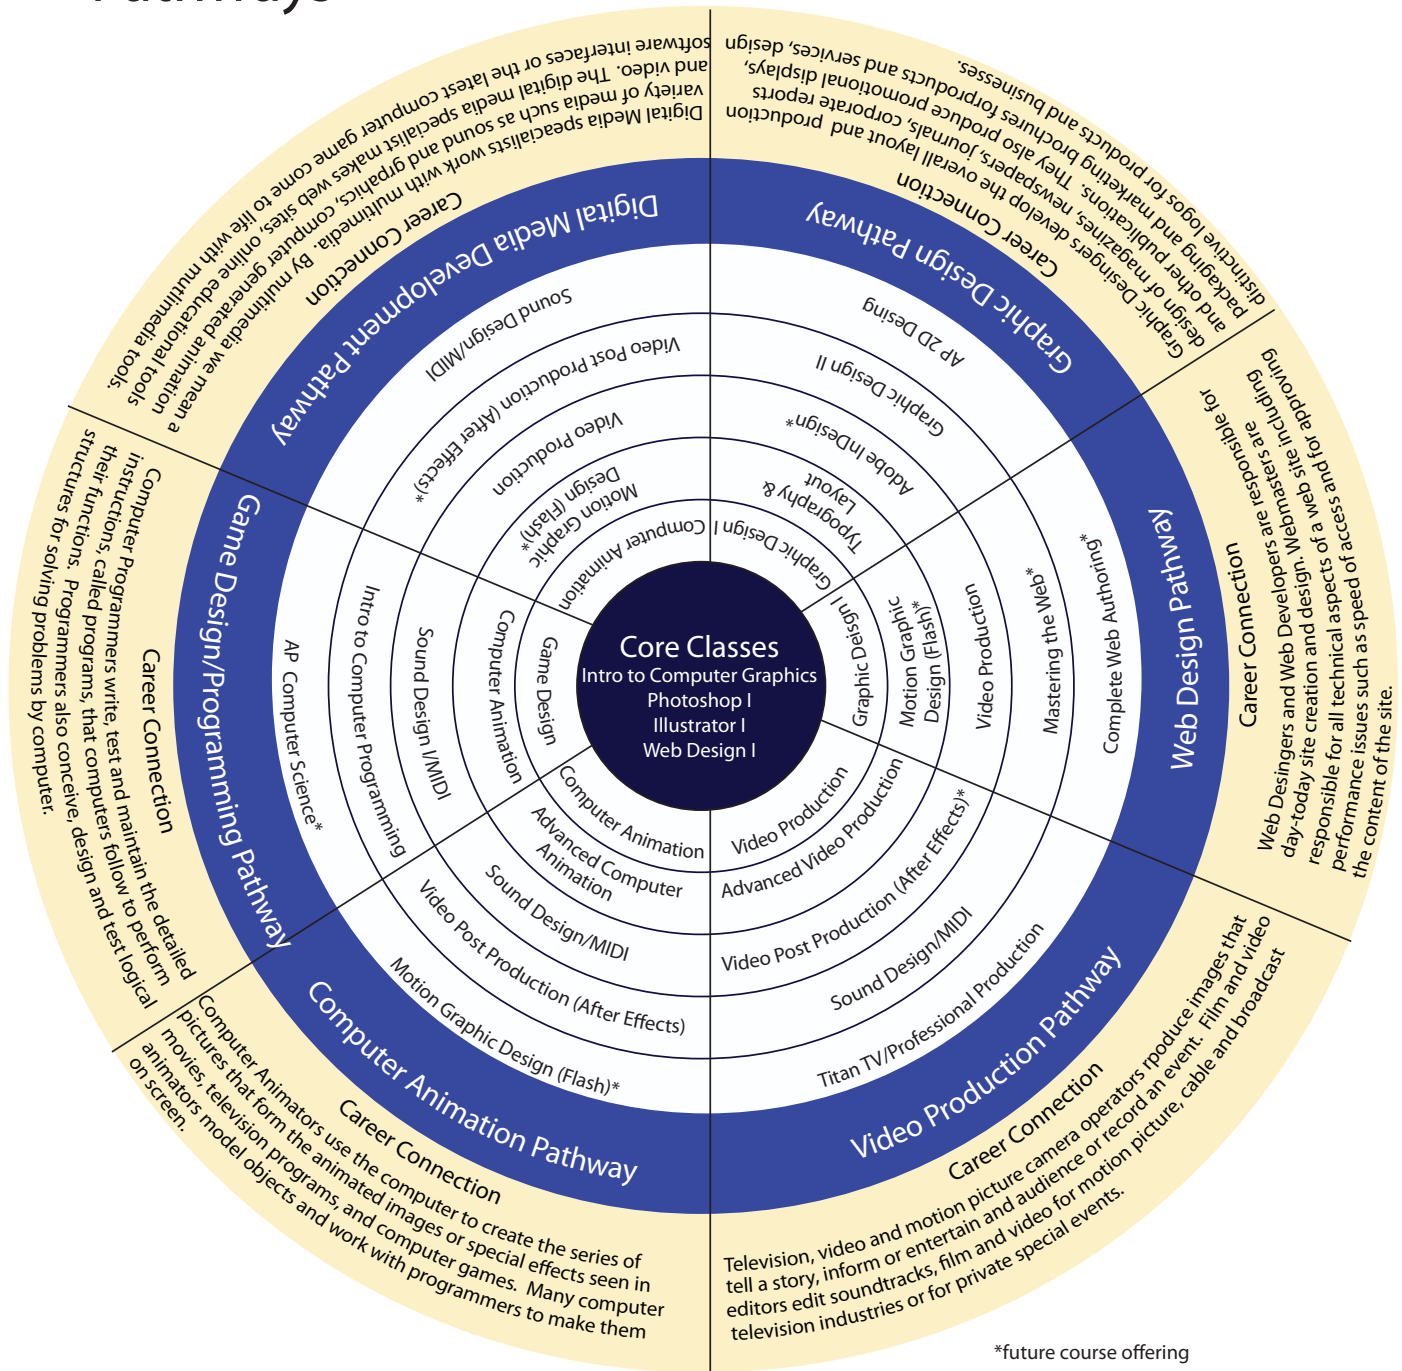 Pathways
Core Classes
Intro to Computer Graphics
Photoshop I
Illustrator I
Web Design I
Graphic Design Pathway
Career Connection
Graphic Desingers develop the overall layout and production
design of magazines, newspapers, journals, corporate reports
and other publications. They also produce promotional displays,
packaging and marketing brochures forproducts and services, design
distinctive logos for products and businesses.
AP 2D Desing
Graphic Design II
Adobe InDesign*
Typography &
Layout
Graphic Design I
Web Design Pathway
Career Connection
Web Desingers and Web Developers are responsible for
day-today site creation and design. Webmasters are
responsible for all technical aspects of a web site including
performance issues such as speed of access and for approving
the content of the site.
Complete Web Authoring*
Mastering the Web*
Video Production
Motion Graphic
Design (Flash)*
Graphic Deisgn I
Video Production Pathway
Career Connection
Television, video and motion picture camera operators rpoduce images that
tell a story, inform or entertain and audience or record an event. Film and video
editors edit soundtracks, film and video for motion picture, cable and broadcast
television industries or for private special events.
Titan TV/Professional Production
Sound Design/MIDI
Video Post Production (After Effects)*
Advanced Video Production
Video Production
Computer Animation Pathway
Career Connection
Computer Animators use the computer to create the series of
pictures that form the animated images or special effects seen in
movies, television programs, and computer games. Many computer
animators model objects and work with programmers to make them
on screen.
Motion Graphic Design (Flash)*
Video Post Production (After Effects)
Sound Design/MIDI
Advanced Computer
Animation
Computer Animation
Game Design/Programming Pathway
Career Connection
Computer Programmers write, test and maintain the detailed
instructions, called programs, that computers follow to perform
their functions. Programmers also conceive, design and test logical
structures for solving problems by computer.
AP Computer Science*
Intro to Computer Programming
Sound Design I/MIDI
Computer Animation
Game Design
Digital Media Development Pathway
Career Connection
Digital Media speacialists work with multimedia. By multimedia we mean a
variety of media such as sound and grpahics, computer generated animation
and video. The digital media specialist makes web sites, online educational tools
software interfaces or the latest computer game come to life with mutlimedia tools.
Sound Design/MIDI
Video Post Production (After Effects)*
Video Production
Motion Graphic
Design (Flash)*
Computer Animation
*future course offering